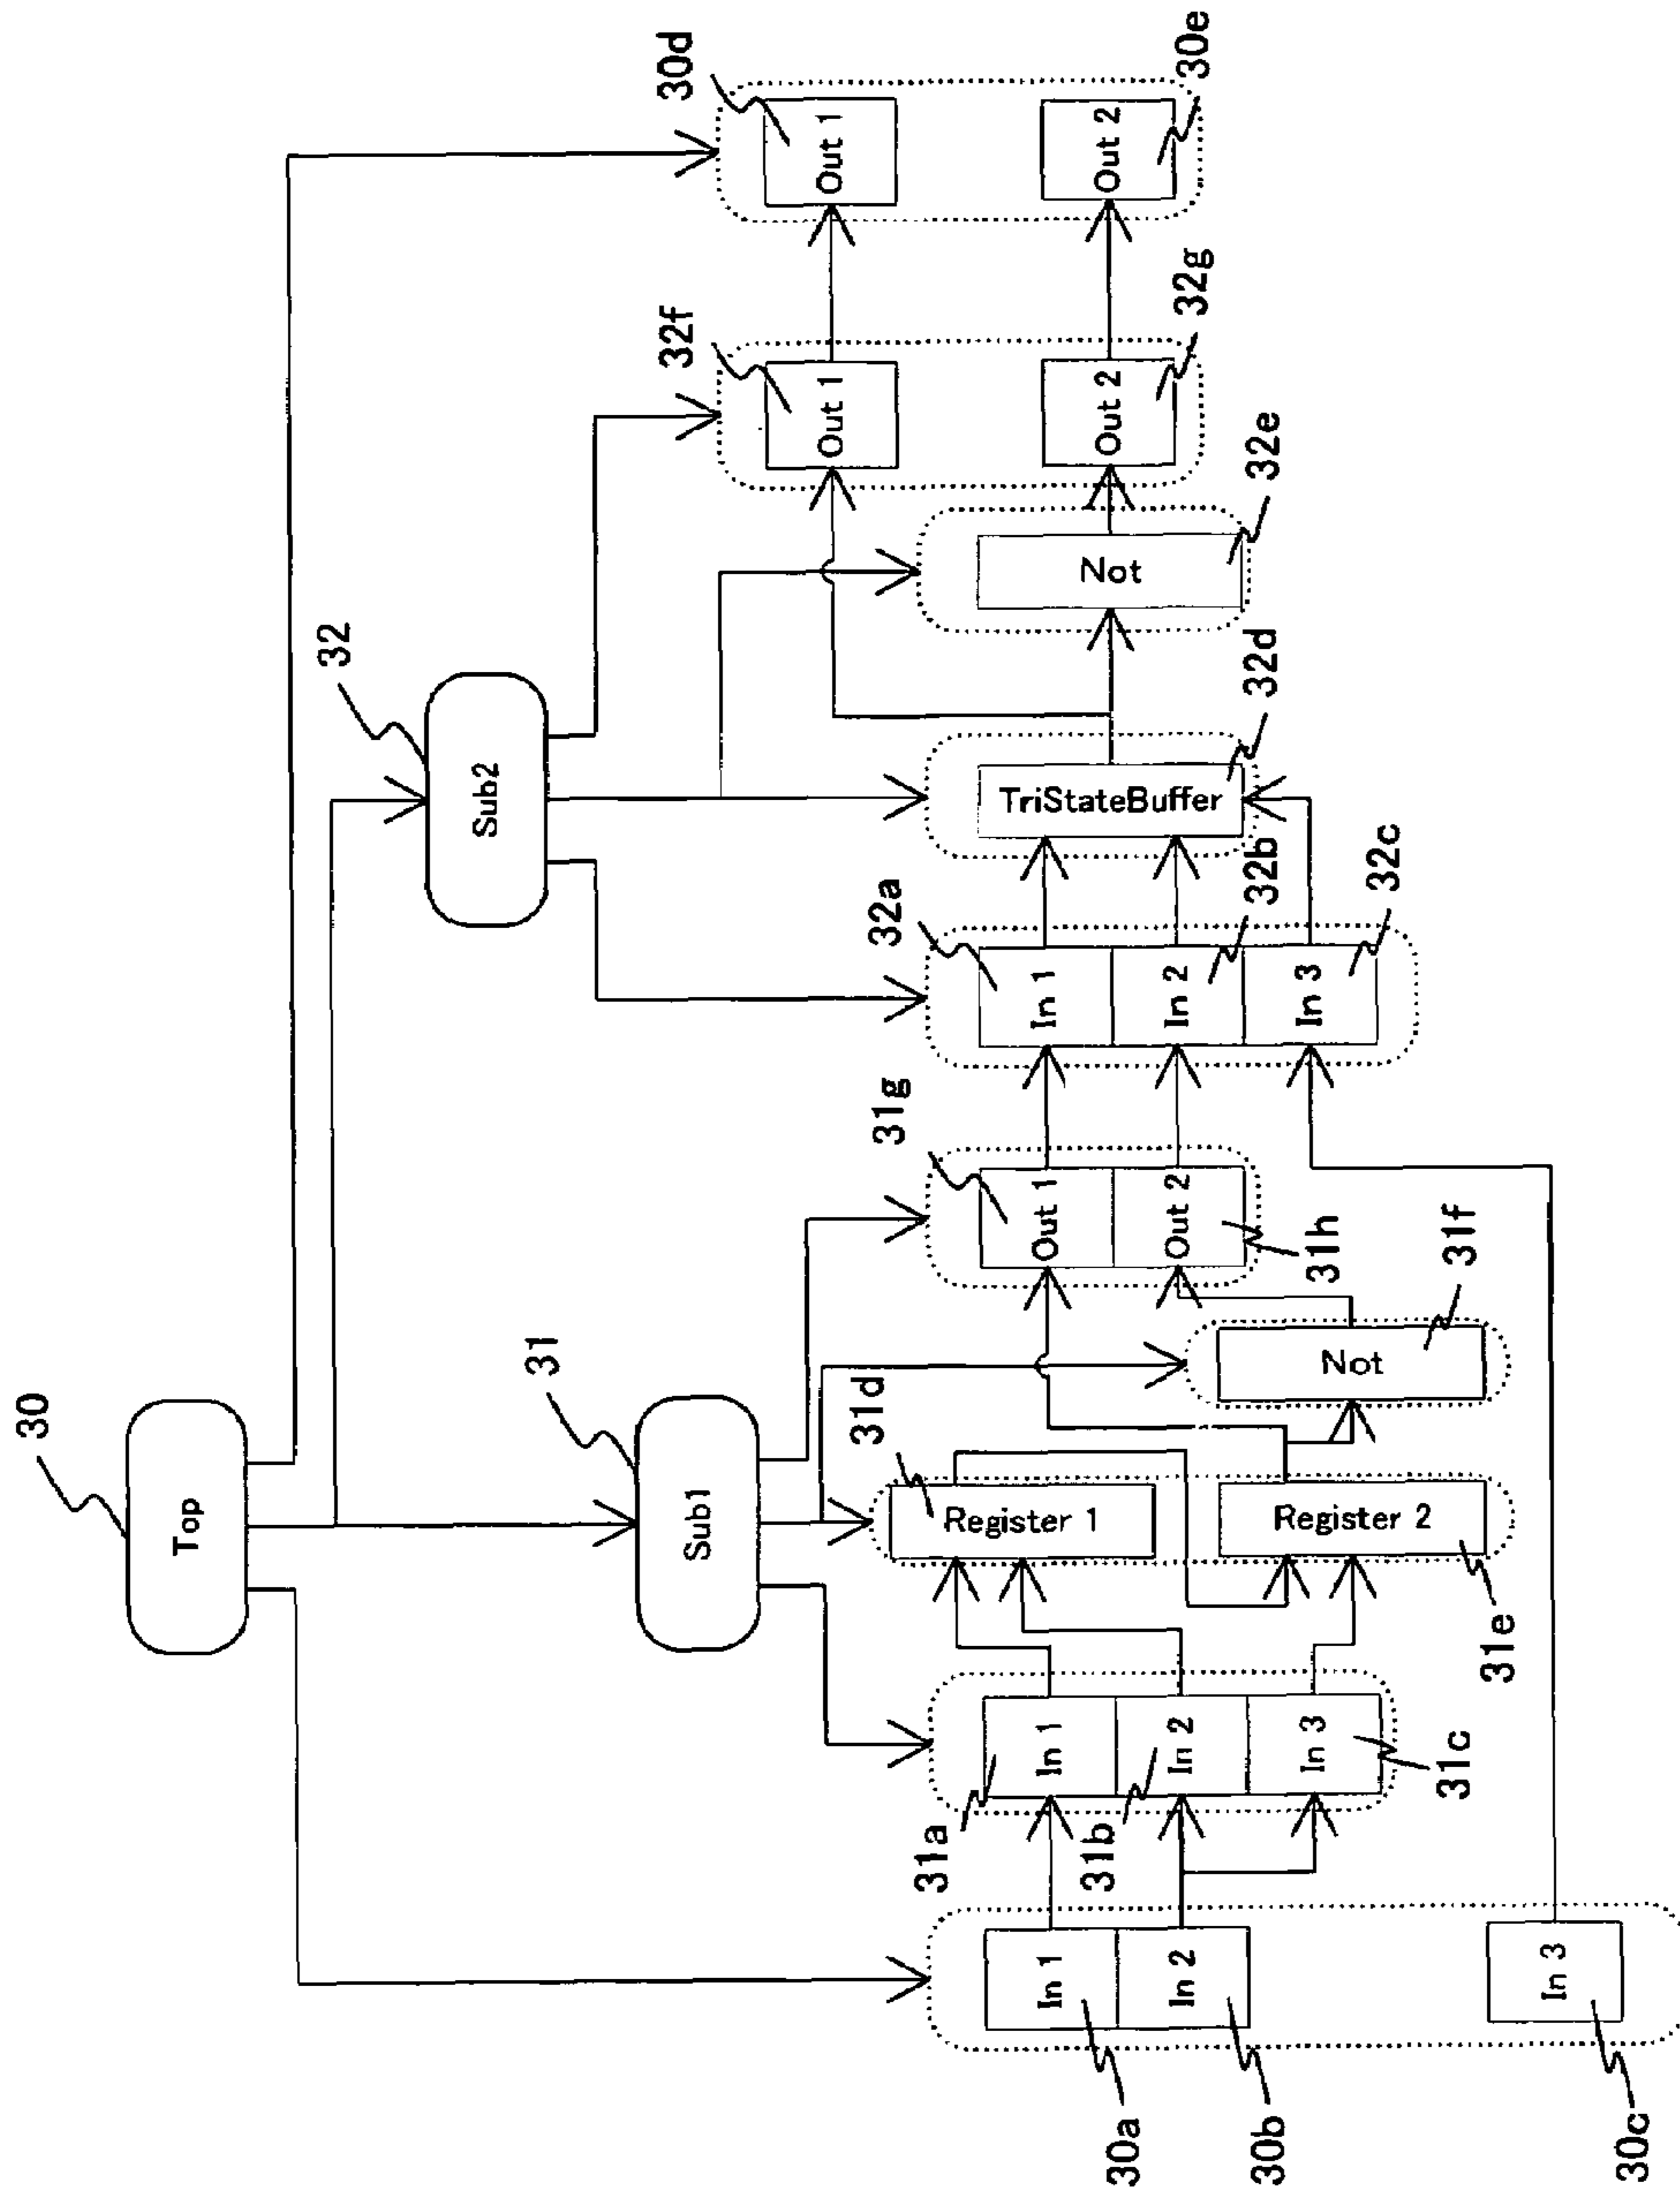 30
Top
32
Sub2
31
Sub1
30d
Out 1
30e
Out 2
32f
Out 1
32g
Out 2
32e
Not
32d
TriStateBuffer
32a
In 1
32b
In 2
32c
In 3
31g
Out 1
31h
Out 2
31f
Not
31d
Register 1
31e
Register 2
31a
In 1
31b
In 2
31c
In 3
30a
In 1
30b
In 2
30c
In 3